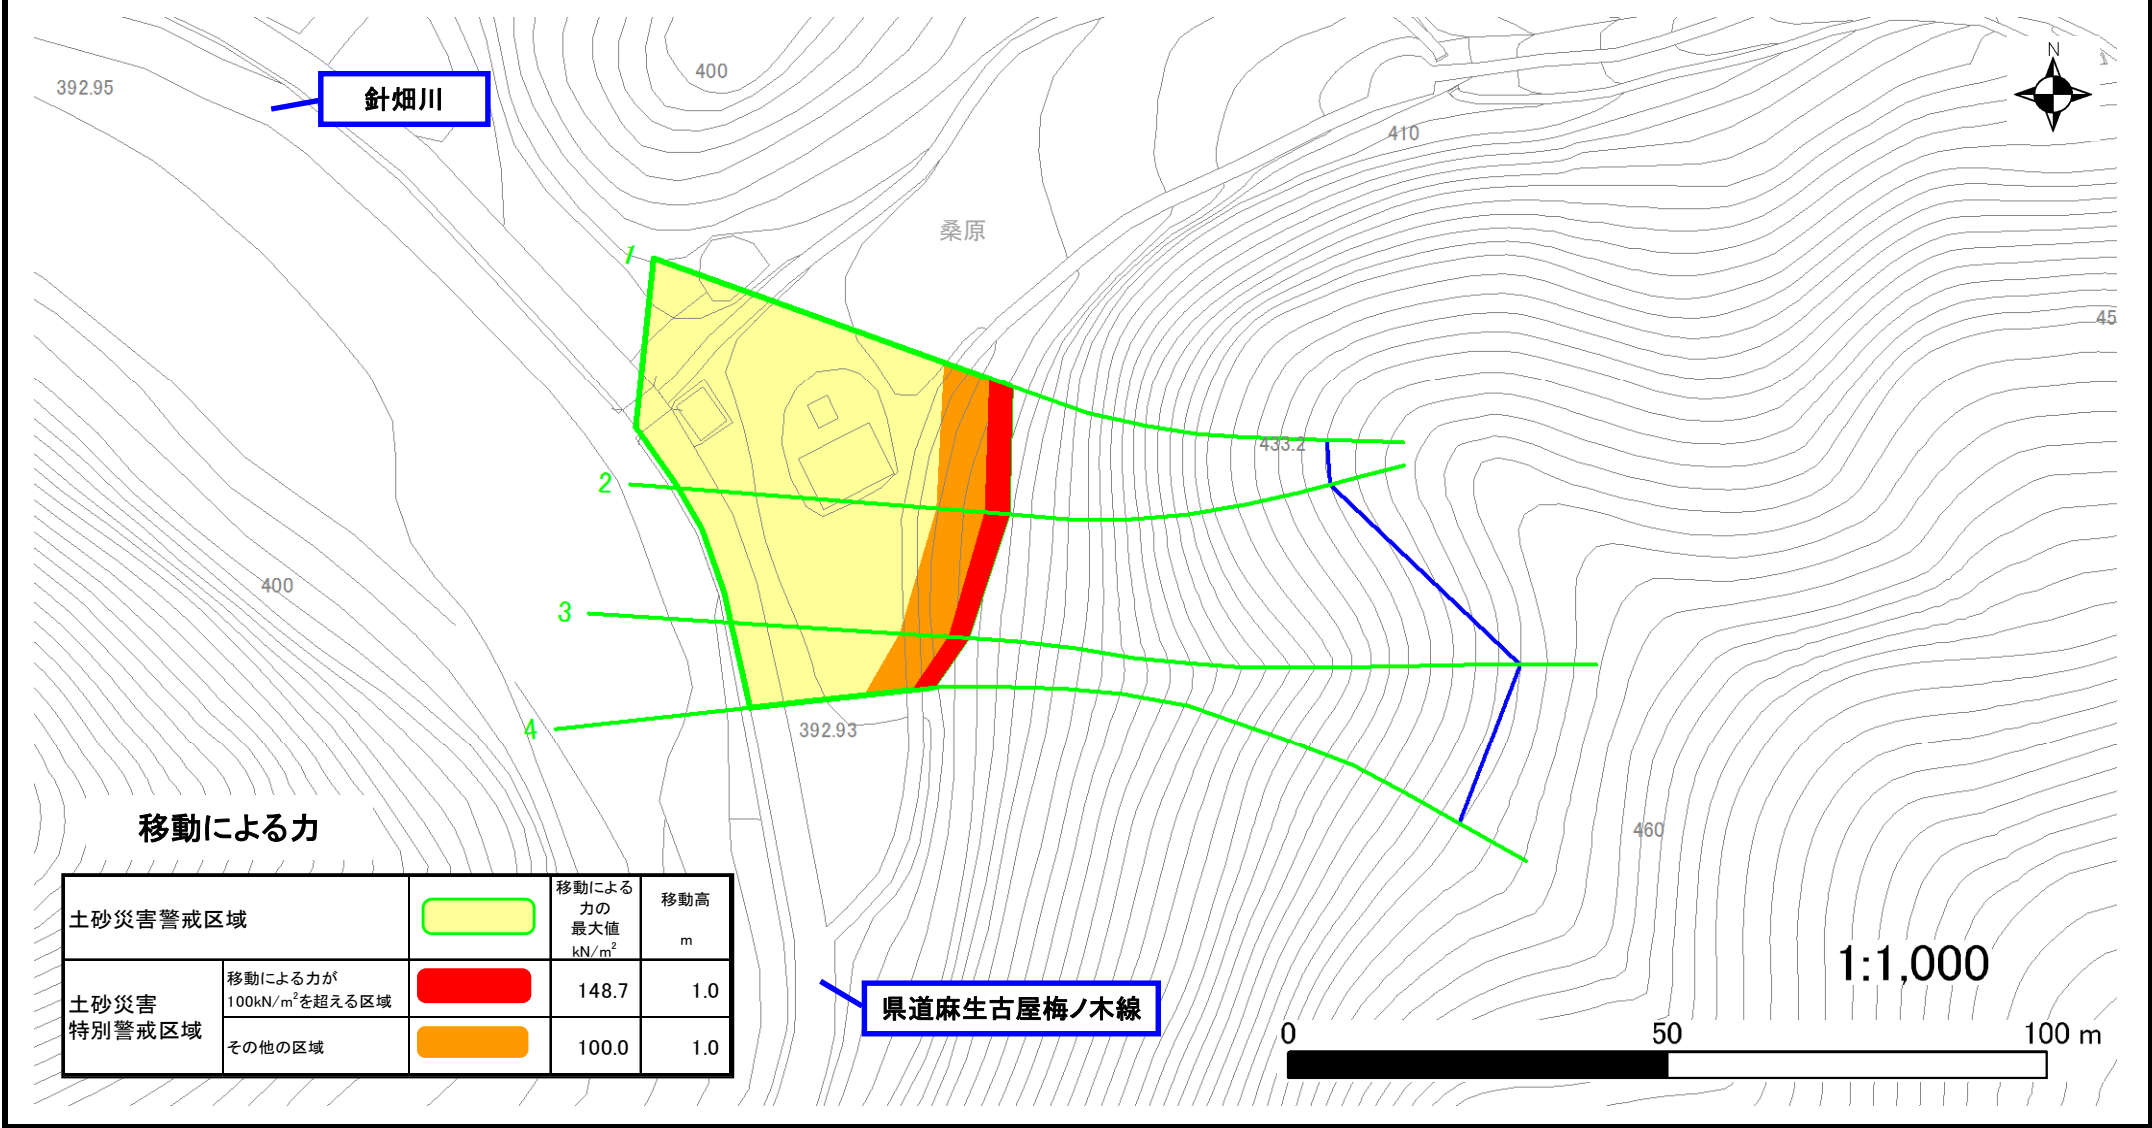 392.95
針畑川
400
N
410
桑原
1
45
433.2
2
3
400
4
392.93
460
移動による力
土砂災害警戒区域
移動による
力の
最大値
kN/m²
移動高
m
土砂災害
特別警戒区域
移動による力が
100kN/m²を超える区域
148.7
1.0
その他の区域
100.0
1.0
県道麻生古屋梅ノ木線
1:1,000
0 50 100 m